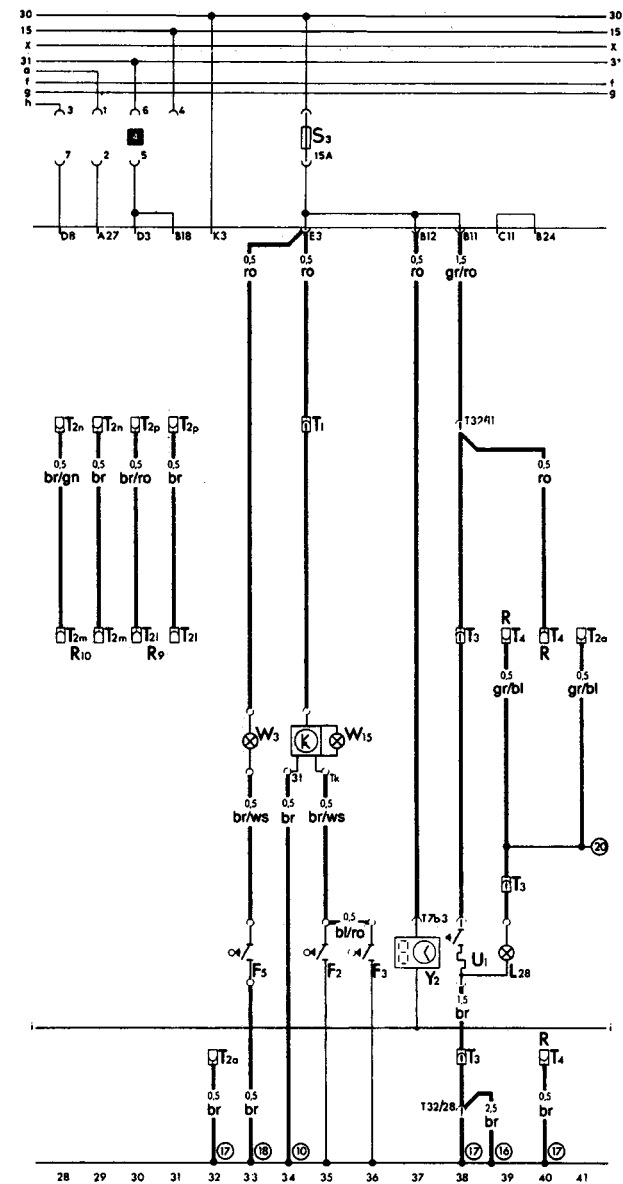 30 30
15 15
X X
31 3'
a
f f
g g
h
3 1 6 4
4
S3
15A
7 2 5
D8 A27 D3 B18 K3 E3 B12 B11 C11 B24
0,5 0,5 0,5 1,5
ro ro ro gr/ro
T2n T2n T2p T2p T1 T32/11
0,5 0,5 0,5 0,5 0,5
br/gn br br/ro br ro
R
T2m T2m T2l T2l T3 T4 T4 T2a
R10 R9 R
0,5 0,5
gr/bl gr/bl
W3 K W15
31 Tk
0,5 0,5 0,5
br/ws br br/ws
20
T3
0,5
bl/ro
T7b3
F5 F2 F3 Y2 U1 L28
1,5
br
i i
R
T2a T3 T4
0,5 0,5 T32/28 2,5 0,5
br br br br
17 18 10 17 16 17
28 29 30 31 32 33 34 35 36 37 38 39 40 41